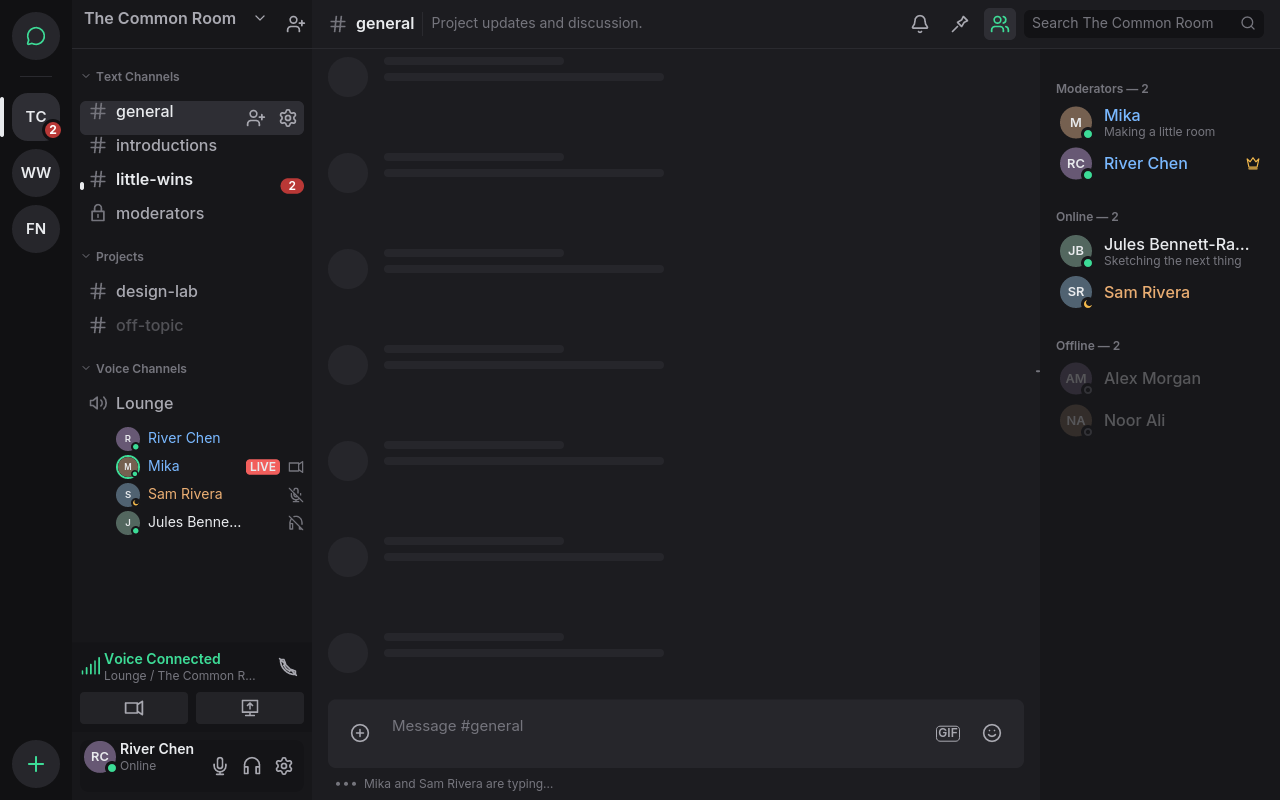 The Common Room
general
Project updates and discussion.
Search The Common Room
TC
2
WW
FN
Text Channels
general
introductions
little-wins
2
moderators
Projects
design-lab
off-topic
Voice Channels
Lounge
R
River Chen
M
Mika
LIVE
S
Sam Rivera
J
Jules Benne...
Voice Connected
Lounge / The Common R...
RC
River Chen
Online
Message #general
GIF
Mika and Sam Rivera are typing...
Moderators — 2
M
Mika
Making a little room
RC
River Chen
Online — 2
JB
Jules Bennett-Ra...
Sketching the next thing
SR
Sam Rivera
Offline — 2
AM
Alex Morgan
NA
Noor Ali